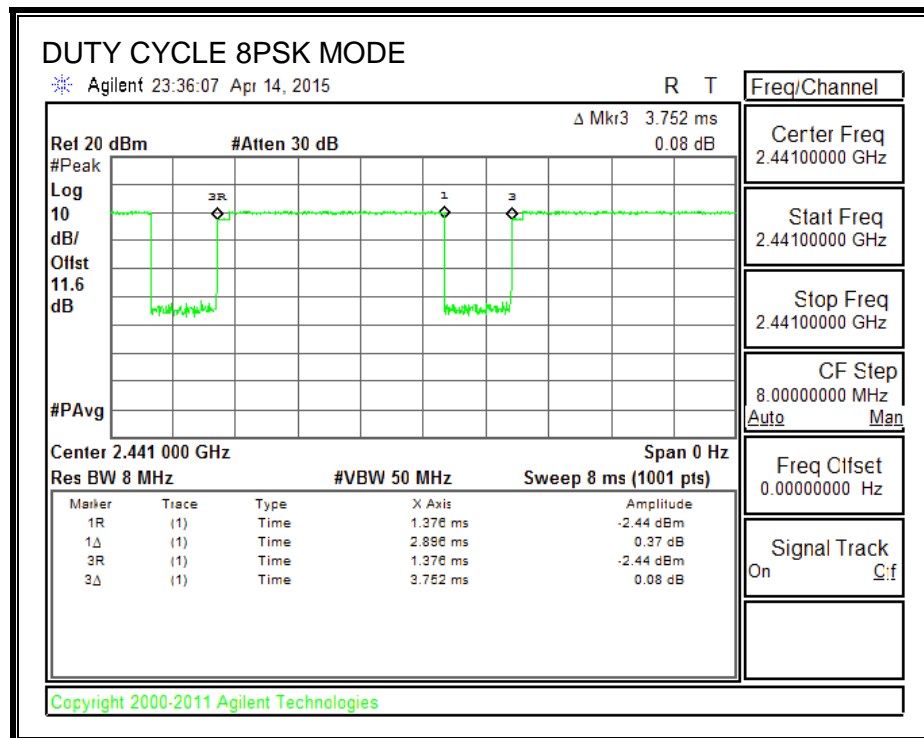 DUTY CYCLE 8PSK MODE
Agilent 23:36:07 Apr 14, 2015 R T
Δ Mkr3 3.752 ms
Ref 20 dBm #Atten 30 dB 0.08 dB
#Peak
Log
10
dB/
Offst
11.6
dB
#PAvg
3R 1 3
Center 2.441 000 GHz Span 0 Hz
Res BW 8 MHz #VBW 50 MHz Sweep 8 ms (1001 pts)
Marker Trace Type X Axis Amplitude
1R (1) Time 1.376 ms -2.44 dBm
1Δ (1) Time 2.896 ms 0.37 dB
3R (1) Time 1.376 ms -2.44 dBm
3Δ (1) Time 3.752 ms 0.08 dB
Copyright 2000-2011 Agilent Technologies
Freq/Channel
Center Freq
2.44100000 GHz
Start Freq
2.44100000 GHz
Stop Freq
2.44100000 GHz
CF Step
8.00000000 MHz
Auto Man
Freq Offset
0.00000000 Hz
Signal Track
On Off